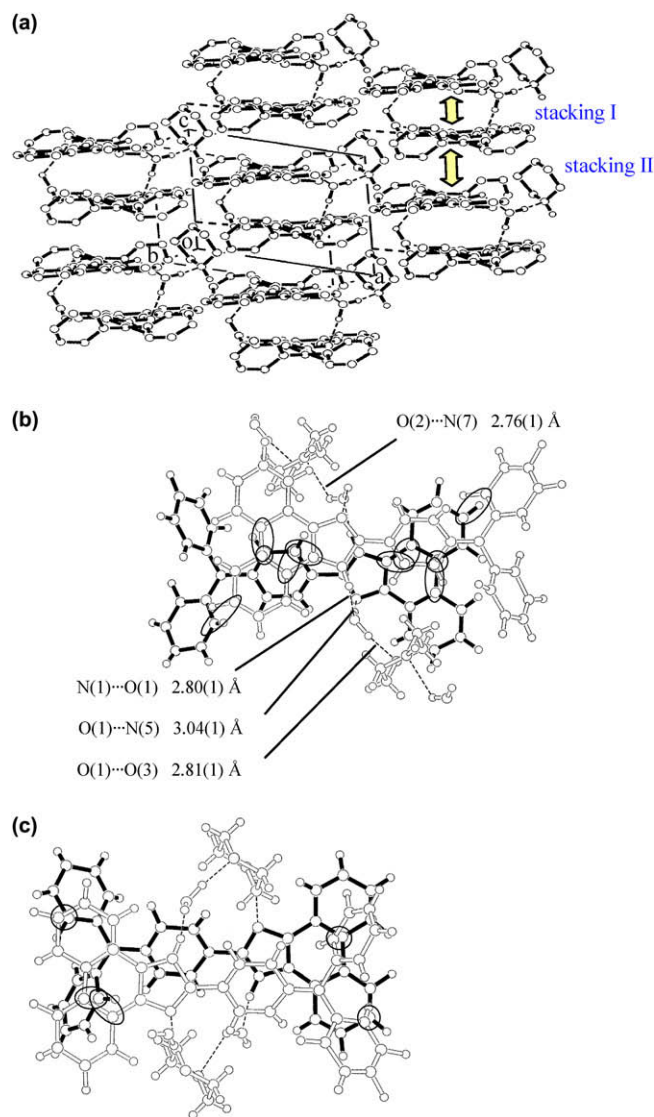 (a)
stacking I
stacking II
c
b
o
a
(b)
O(2)···N(7) 2.76(1) Å
N(1)···O(1) 2.80(1) Å
O(1)···N(5) 3.04(1) Å
O(1)···O(3) 2.81(1) Å
(c)